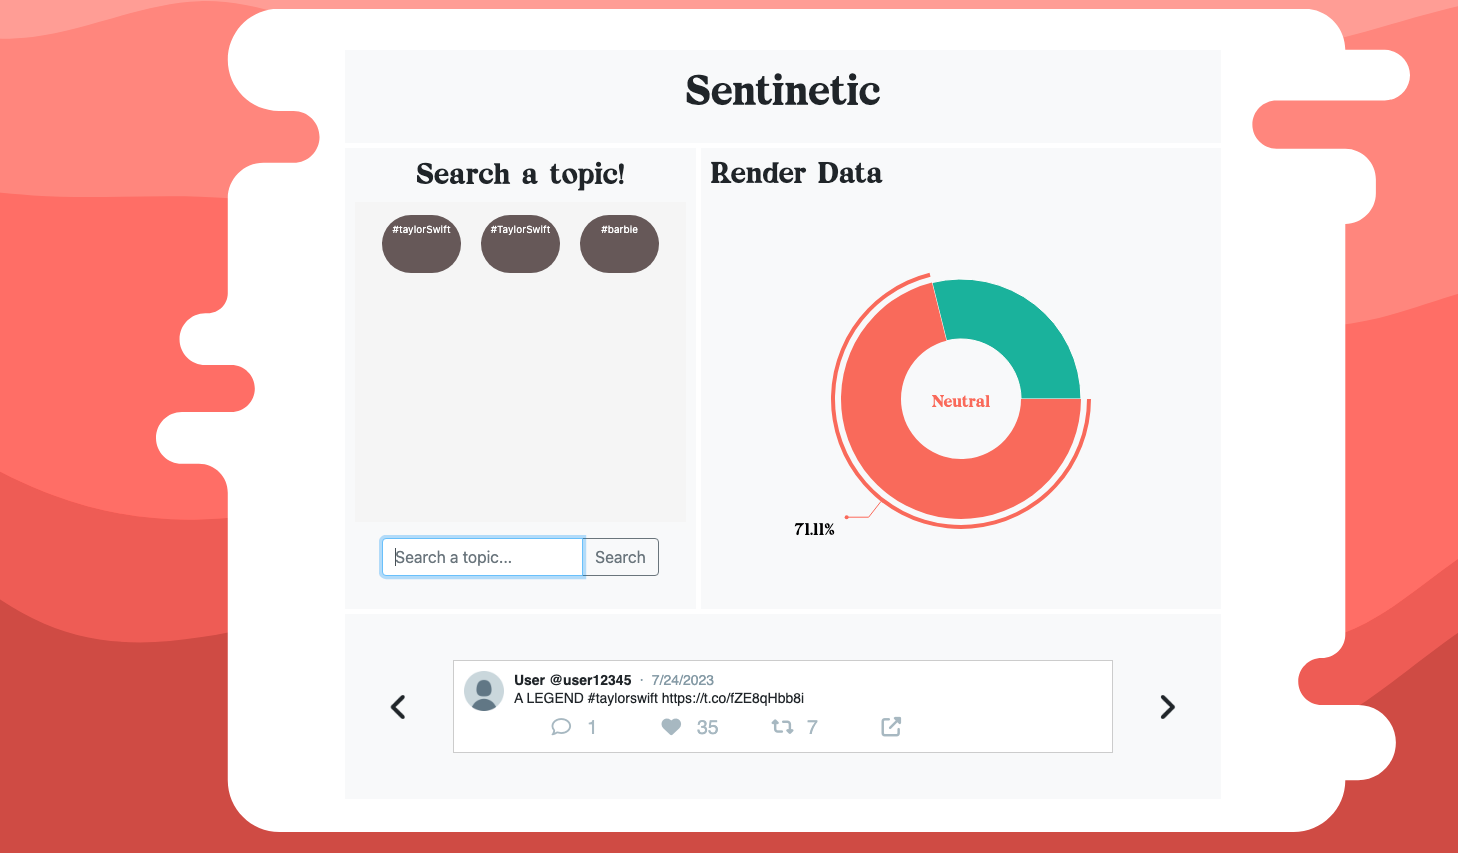 Sentinetic
Search a topic!
#taylorSwift
#TaylorSwift
#barbie
Search a topic...
Search
Render Data
Neutral
71.11%
User @user12345 · 7/24/2023
A LEGEND #taylorswift https://t.co/fZE8qHbb8i
1
35
7